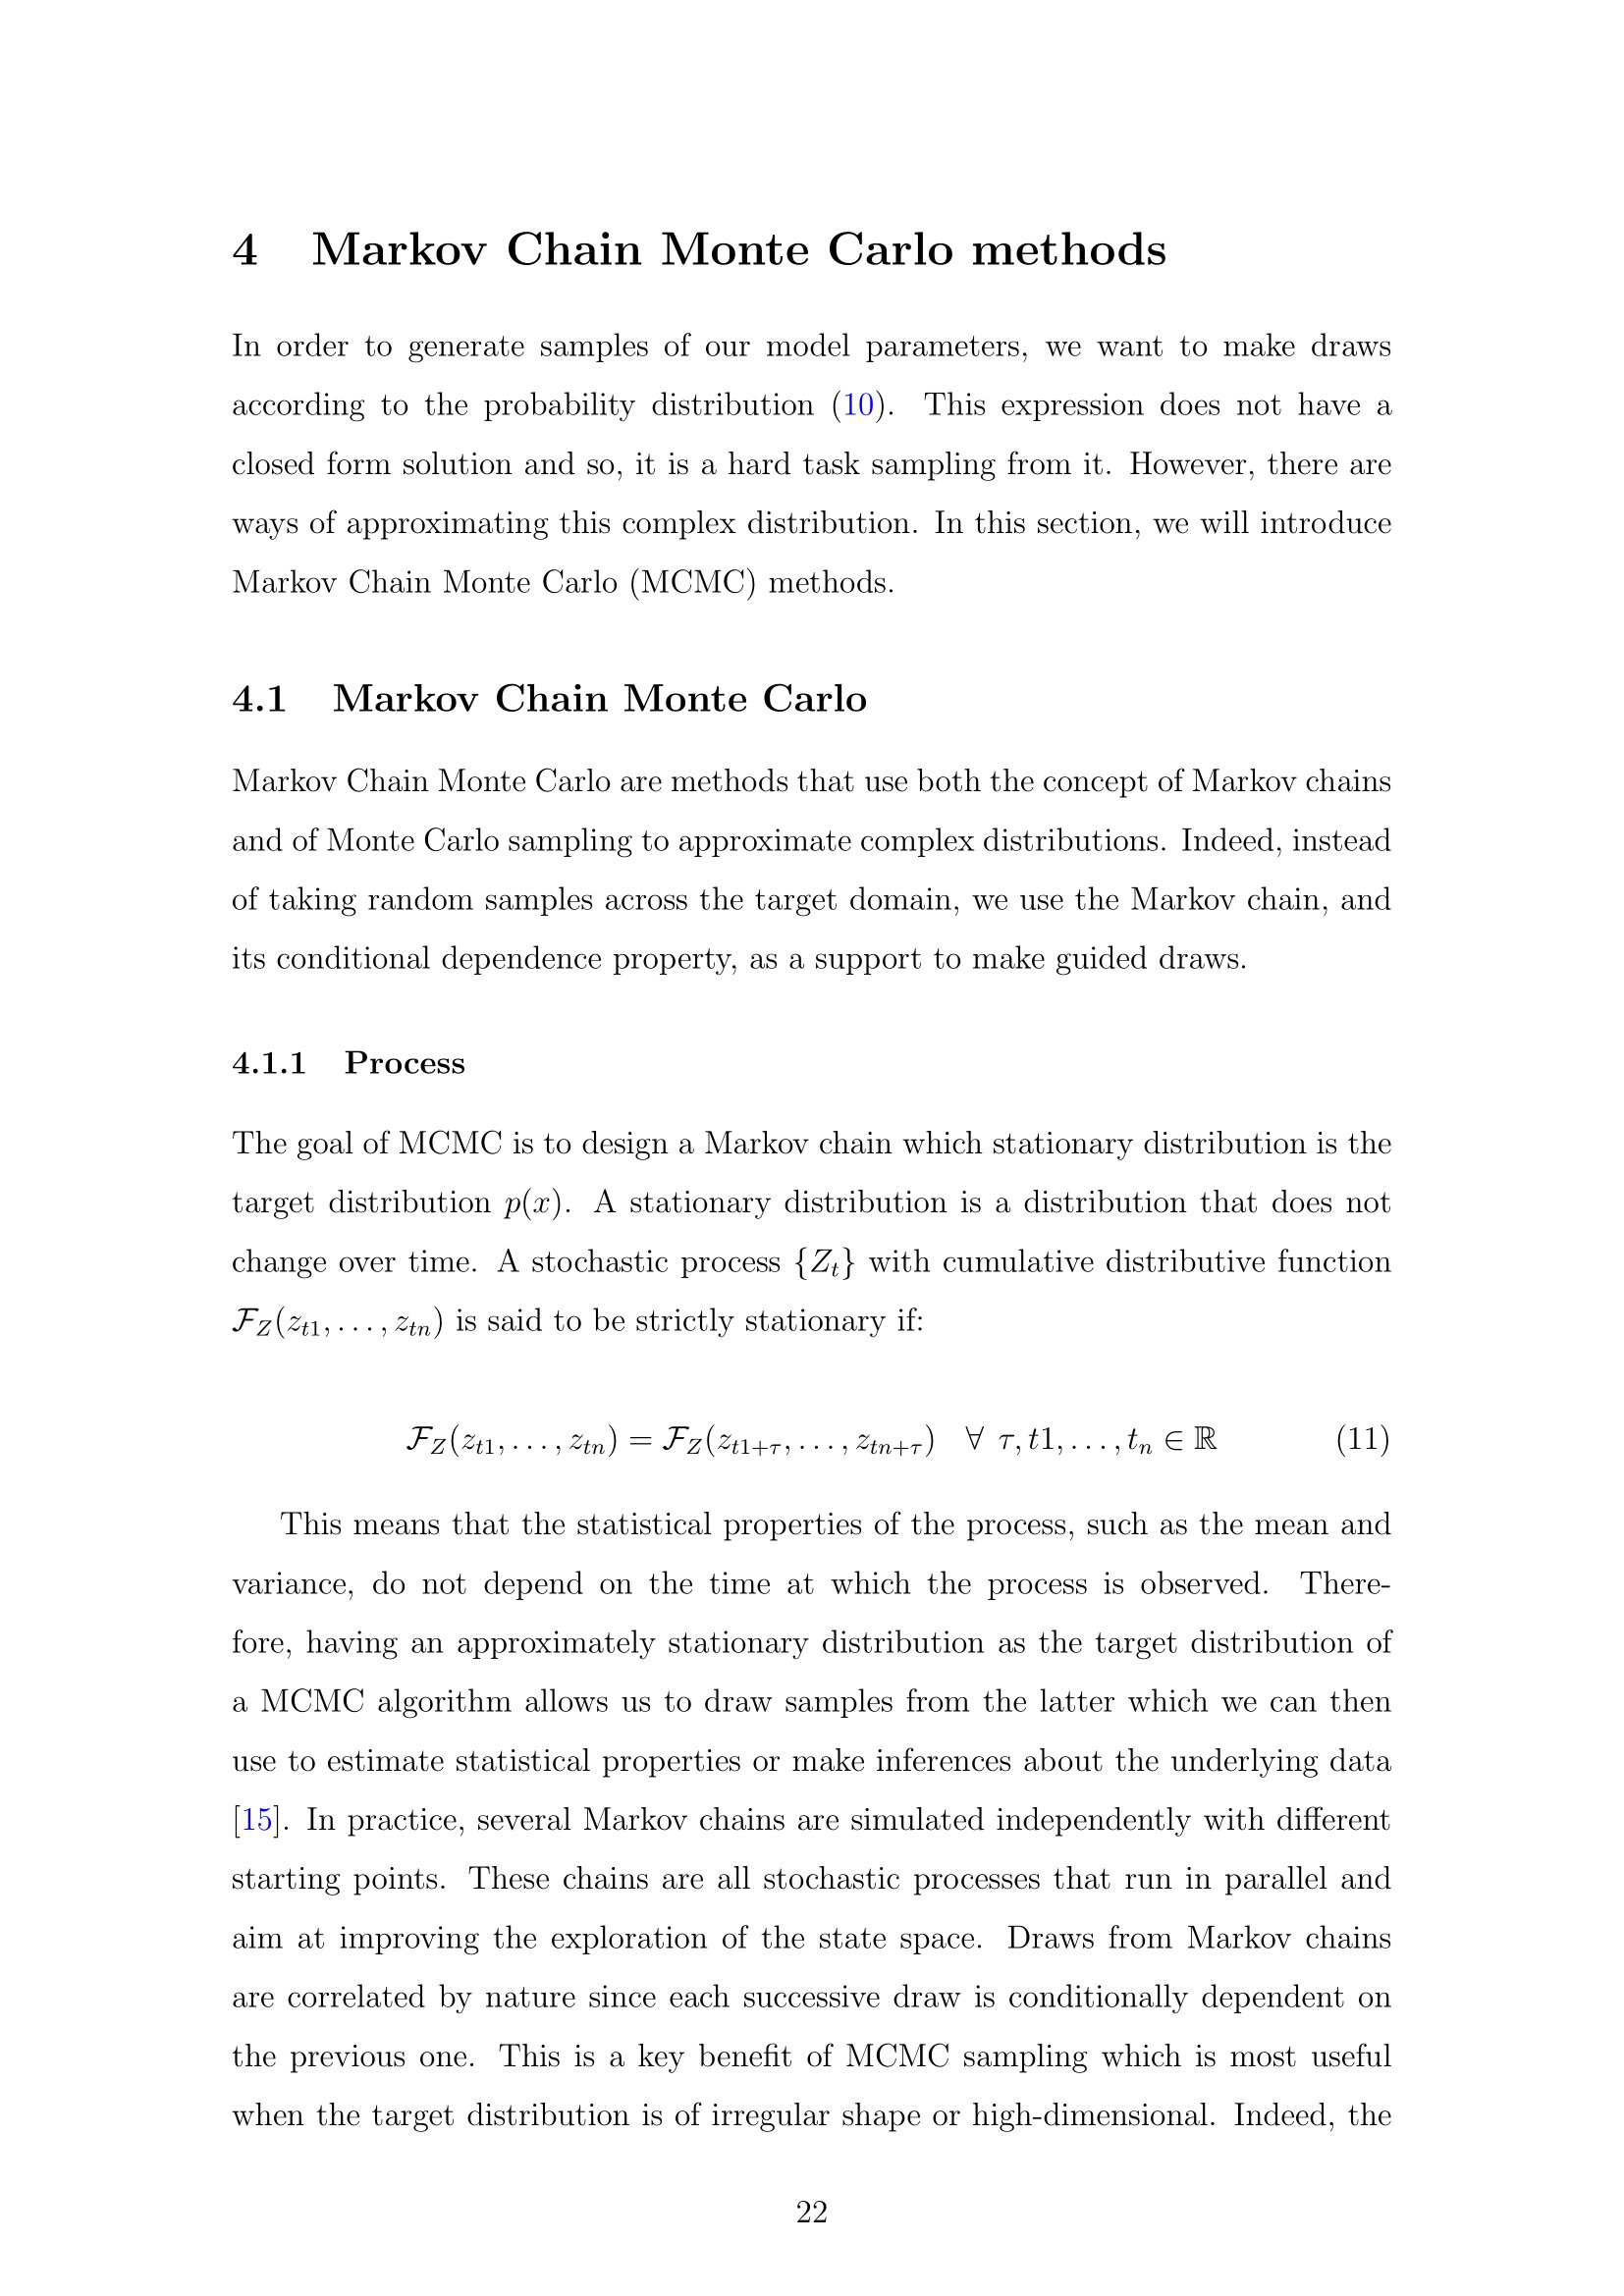 4 Markov Chain Monte Carlo methods
In order to generate samples of our model parameters, we want to make draws
according to the probability distribution (10). This expression does not have a
closed form solution and so, it is a hard task sampling from it. However, there are
ways of approximating this complex distribution. In this section, we will introduce
Markov Chain Monte Carlo (MCMC) methods.
4.1 Markov Chain Monte Carlo
Markov Chain Monte Carlo are methods that use both the concept of Markov chains
and of Monte Carlo sampling to approximate complex distributions. Indeed, instead
of taking random samples across the target domain, we use the Markov chain, and
its conditional dependence property, as a support to make guided draws.
4.1.1 Process
The goal of MCMC is to design a Markov chain which stationary distribution is the
target distribution $p(x)$. A stationary distribution is a distribution that does not
change over time. A stochastic process $\{Z_t\}$ with cumulative distributive function
$\mathcal{F}_Z(z_{t1}, \ldots, z_{tn})$ is said to be strictly stationary if:
$\mathcal{F}_Z(z_{t1}, \ldots, z_{tn}) = \mathcal{F}_Z(z_{t1+\tau}, \ldots, z_{tn+\tau}) \quad \forall \ \tau, t1, \ldots, t_n \in \mathbb{R}$ (11)
This means that the statistical properties of the process, such as the mean and
variance, do not depend on the time at which the process is observed. There-
fore, having an approximately stationary distribution as the target distribution of
a MCMC algorithm allows us to draw samples from the latter which we can then
use to estimate statistical properties or make inferences about the underlying data
[15]. In practice, several Markov chains are simulated independently with different
starting points. These chains are all stochastic processes that run in parallel and
aim at improving the exploration of the state space. Draws from Markov chains
are correlated by nature since each successive draw is conditionally dependent on
the previous one. This is a key benefit of MCMC sampling which is most useful
when the target distribution is of irregular shape or high-dimensional. Indeed, the
22